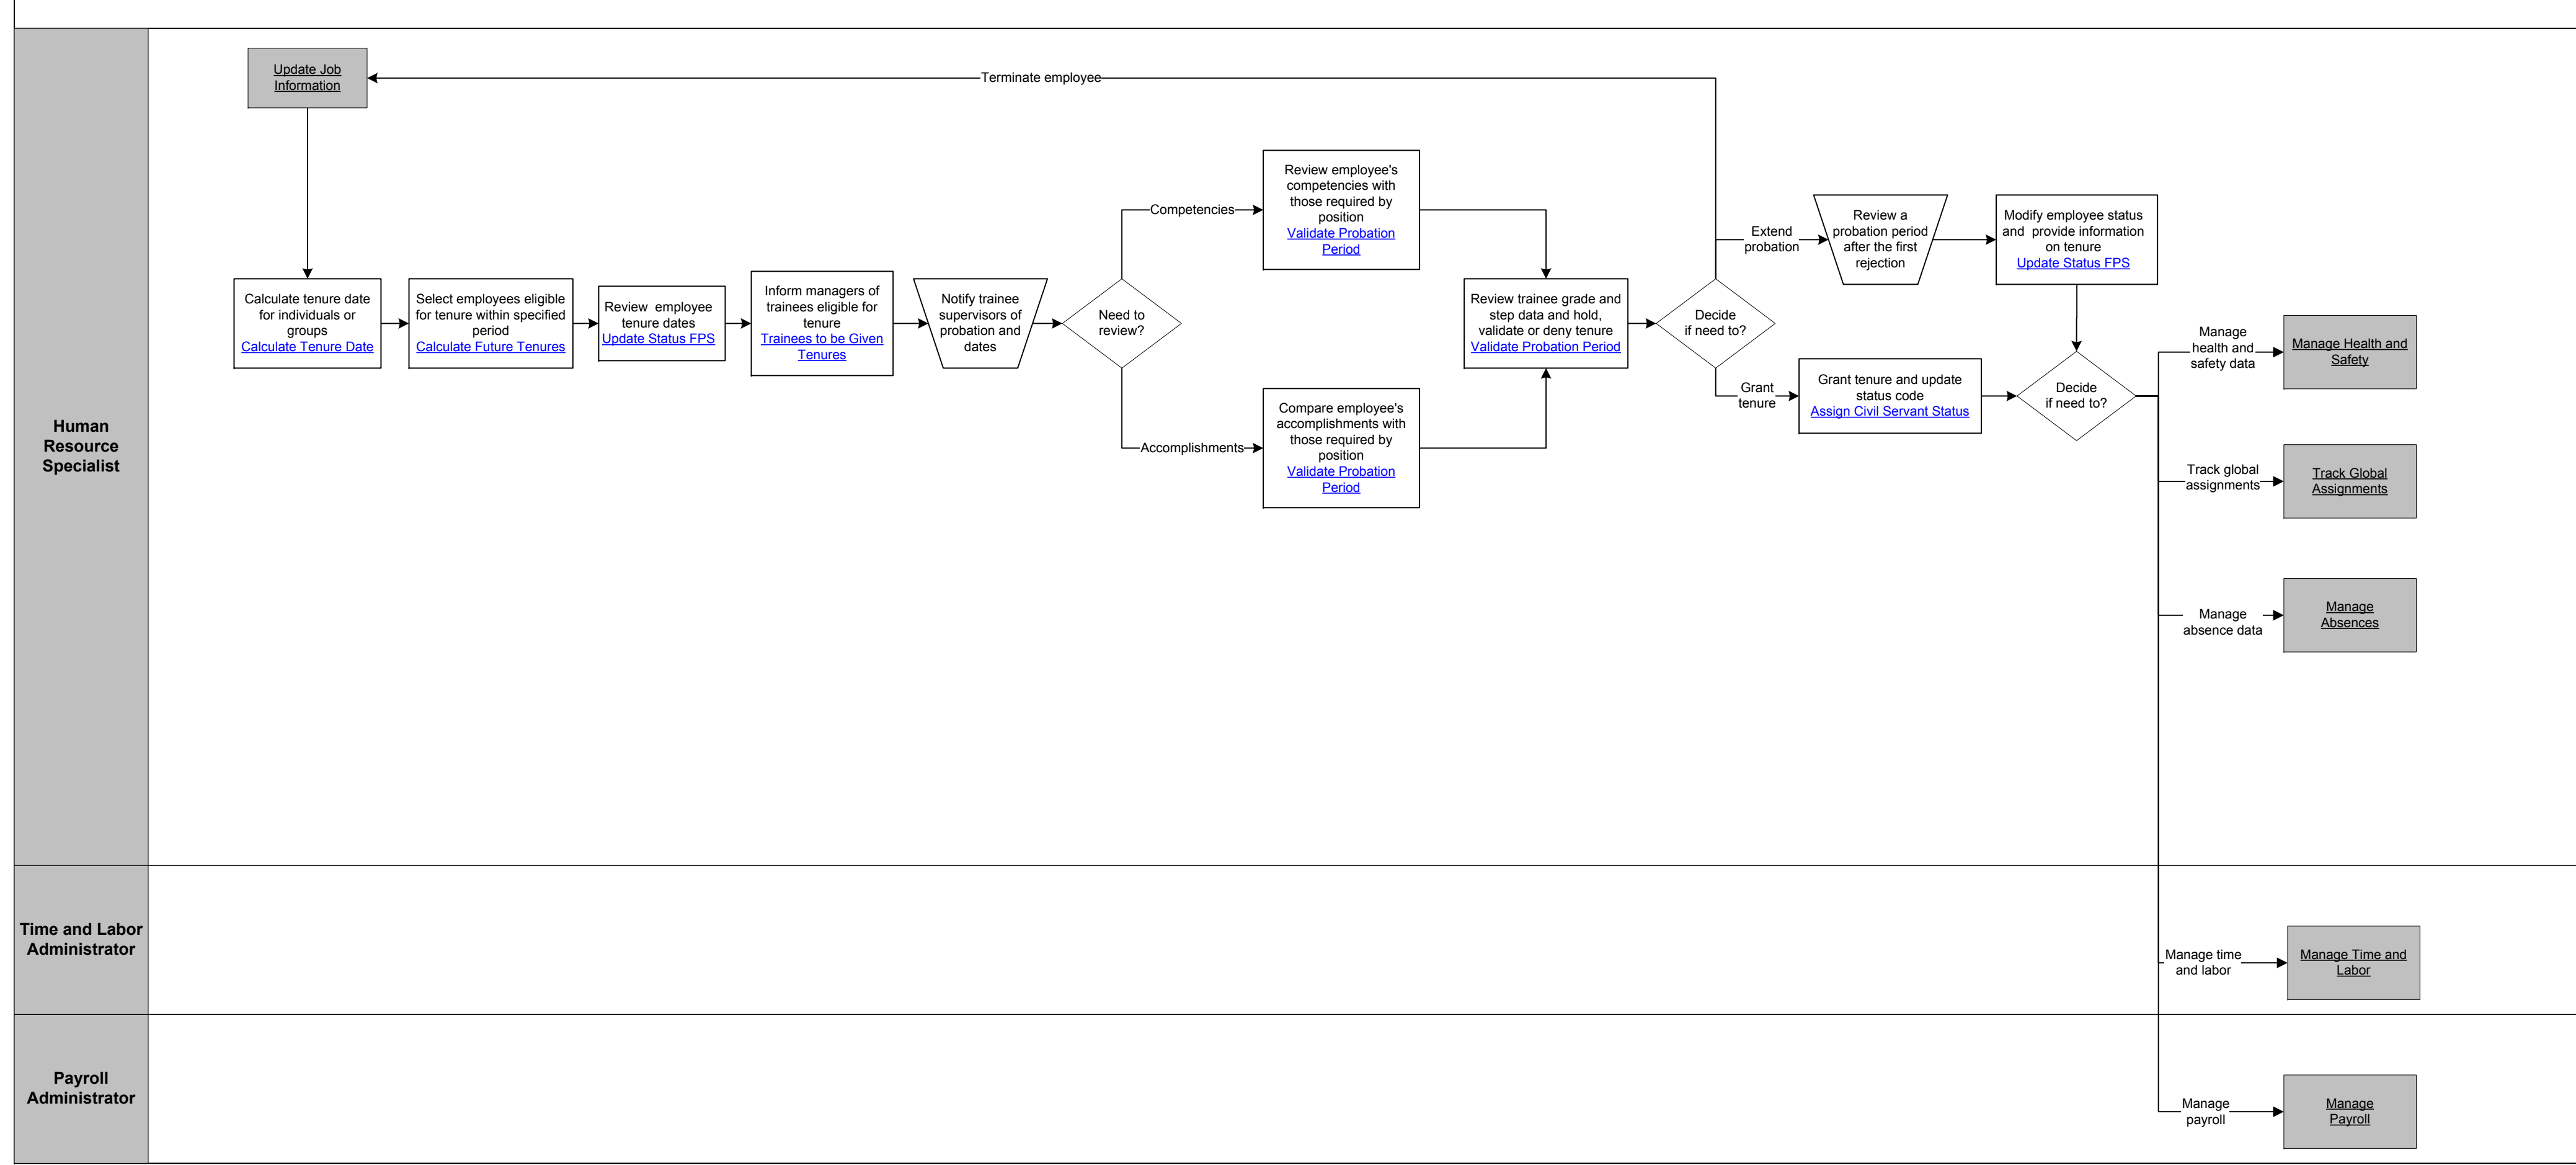 Human
Resource
Specialist
Update Job
Information
Terminate employee
Calculate tenure date
for individuals or
groups
Calculate Tenure Date
Select employees eligible
for tenure within specified
period
Calculate Future Tenures
Review employee
tenure dates
Update Status FPS
Inform managers of
trainees eligible for
tenure
Trainees to be Given
Tenures
Notify trainee
supervisors of
probation and
dates
Need to
review?
Competencies
Review employee's
competencies with
those required by
position
Validate Probation
Period
Accomplishments
Compare employee's
accomplishments with
those required by
position
Validate Probation
Period
Review trainee grade and
step data and hold,
validate or deny tenure
Validate Probation Period
Decide
if need to?
Extend
probation
Review a
probation period
after the first
rejection
Modify employee status
and provide information
on tenure
Update Status FPS
Grant
tenure
Grant tenure and update
status code
Assign Civil Servant Status
Decide
if need to?
Manage
health and
safety data
Manage Health and
Safety
Track global
assignments
Track Global
Assignments
Manage
absence data
Manage
Absences
Time and Labor
Administrator
Manage time
and labor
Manage Time and
Labor
Payroll
Administrator
Manage
payroll
Manage
Payroll